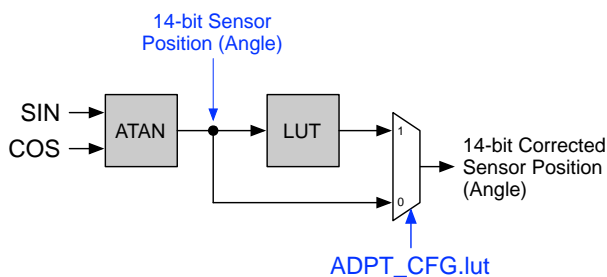 14-bit Sensor
Position (Angle)
SIN
COS
ATAN
LUT
1
0
14-bit Corrected
Sensor Position
(Angle)
ADPT_CFG.lut